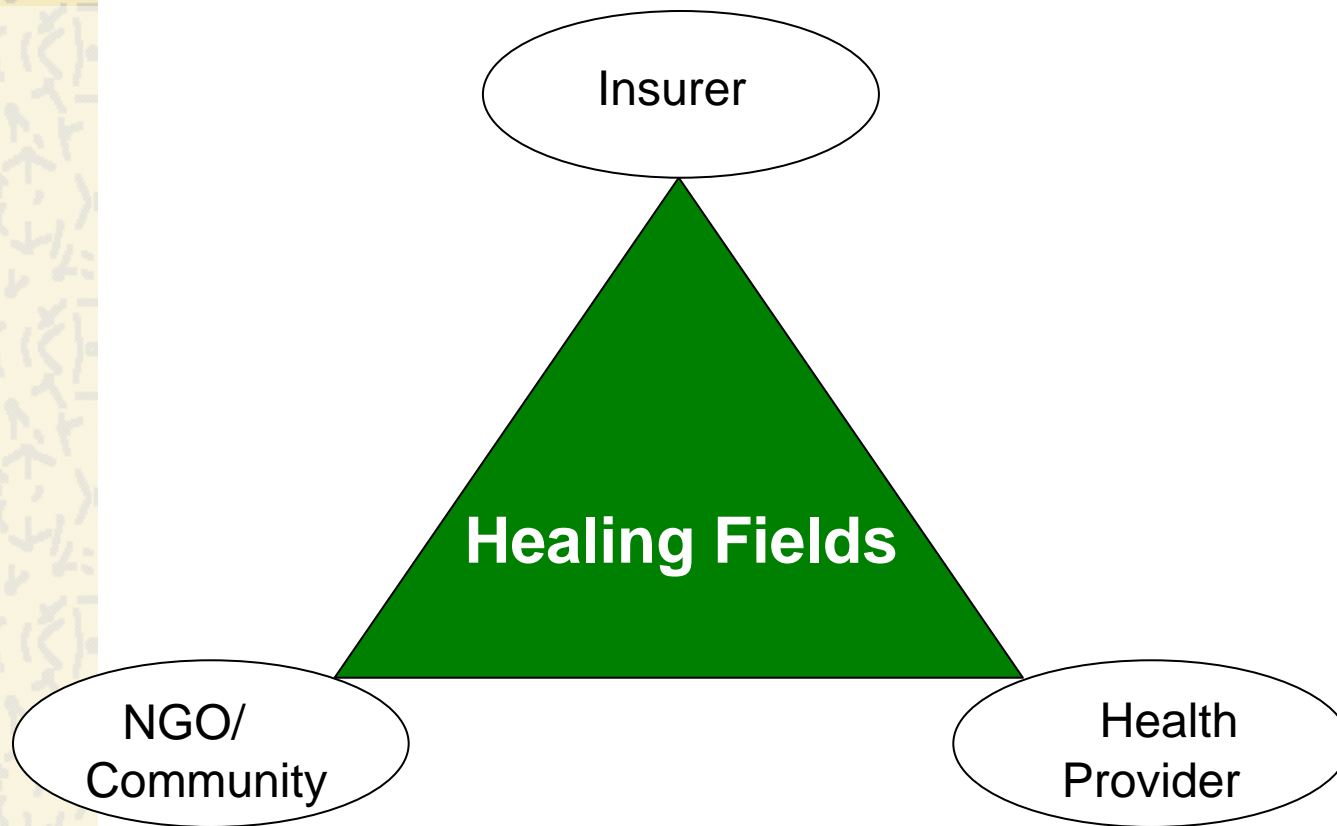 Insurer
Healing Fields
NGO/
Community
Health
Provider